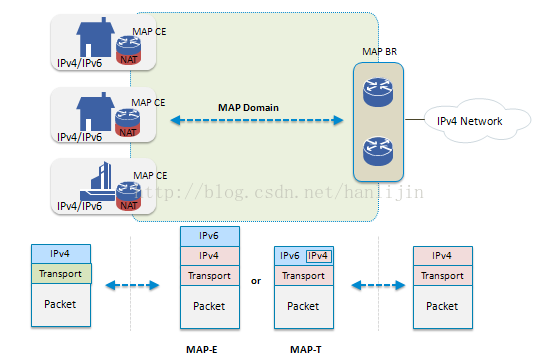 MAP CE
MAP BR
NAT
IPv4/IPv6
MAP CE
MAP Domain
NAT
IPv4/IPv6
IPv4 Network
MAP CE
NAT
IPv4/IPv6
http://blog.csdn.net/hanlijin
IPv4
Transport
Packet
IPv6
IPv4
Transport
Packet
or
IPv6 IPv4
Transport
Packet
IPv4
Transport
Packet
MAP-E
MAP-T